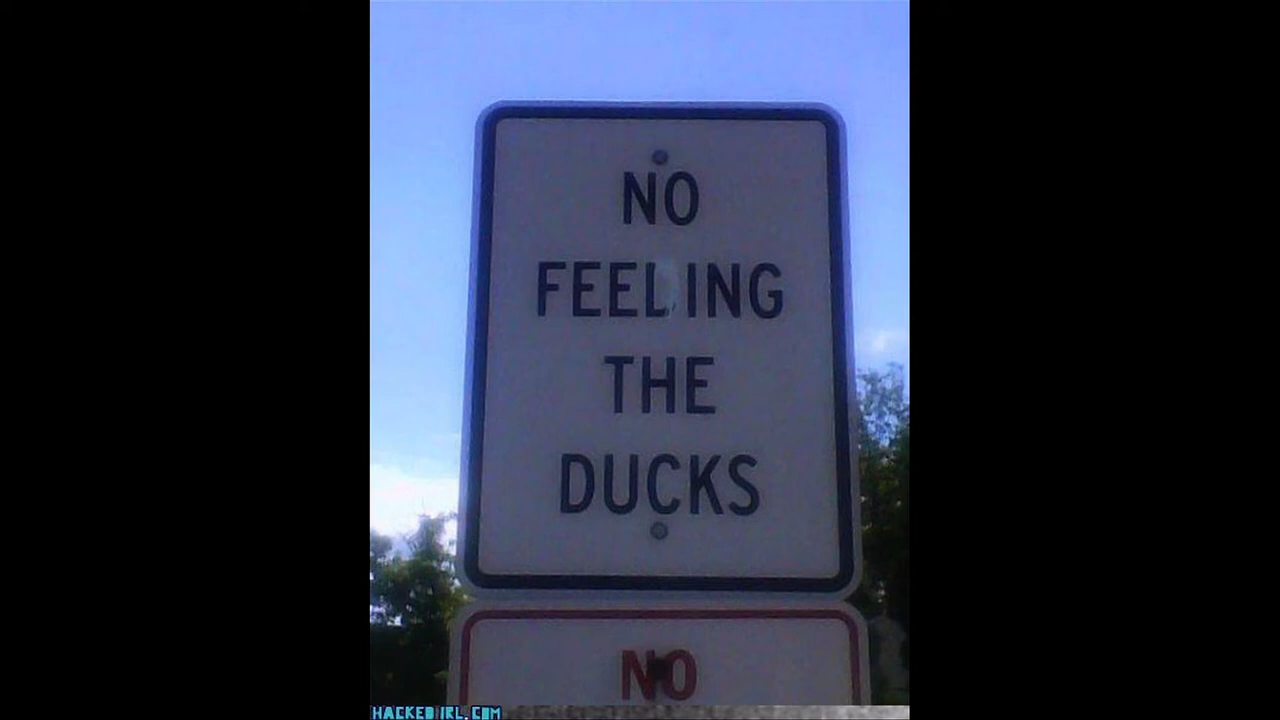 NO
FEELING
THE
DUCKS
NO
HACKEDIRL.COM